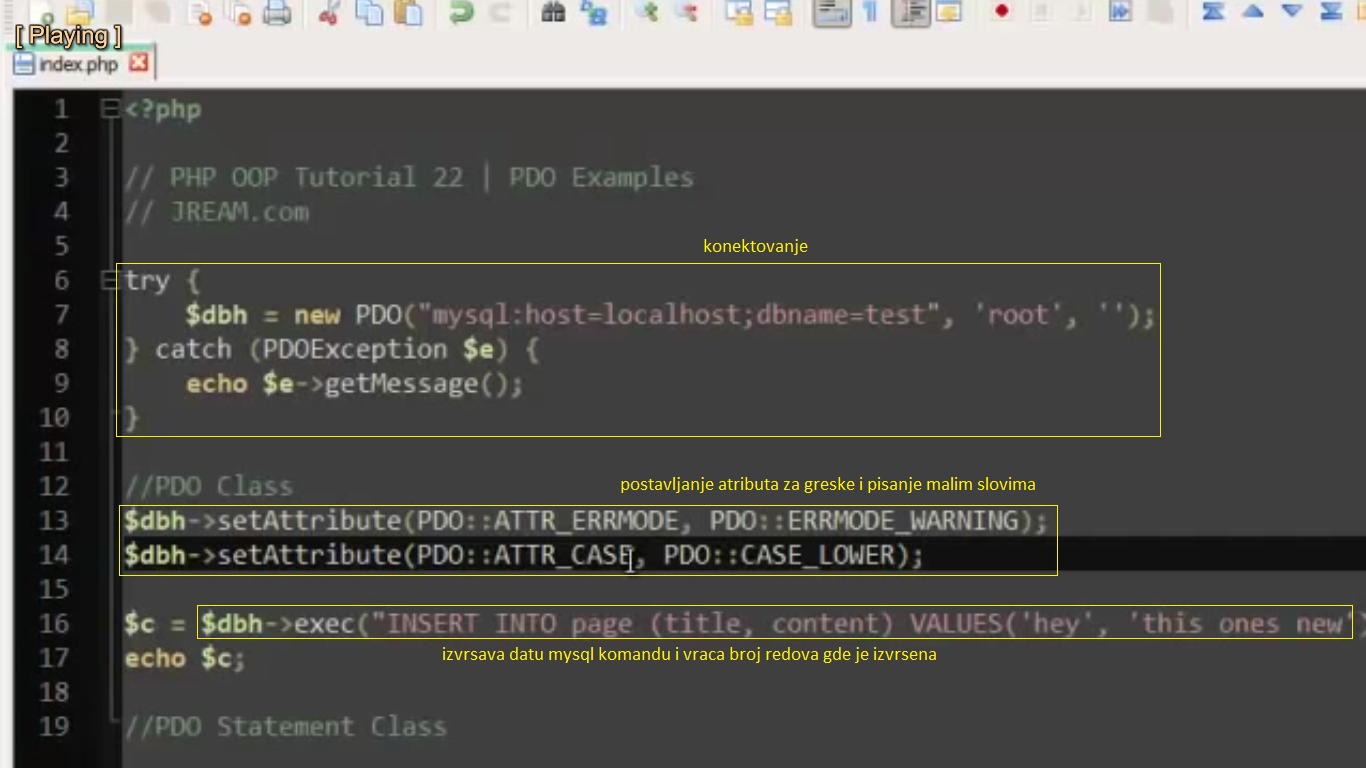 [ Playing ]
index.php
1 <?php
2
3 // PHP OOP Tutorial 22 | PDO Examples
4 // JREAM.com
5
konektovanje
6 try {
7 $dbh = new PDO("mysql:host=localhost;dbname=test", 'root', '');
8 } catch (PDOException $e) {
9 echo $e->getMessage();
10 }
11
12 //PDO Class
postavljanje atributa za greske i pisanje malim slovima
13 $dbh->setAttribute(PDO::ATTR_ERRMODE, PDO::ERRMODE_WARNING);
14 $dbh->setAttribute(PDO::ATTR_CASE, PDO::CASE_LOWER);
15
16 $c = $dbh->exec("INSERT INTO page (title, content) VALUES('hey', 'this ones new')
izvrsava datu mysql komandu i vraca broj redova gde je izvrsena
17 echo $c;
18
19 //PDO Statement Class